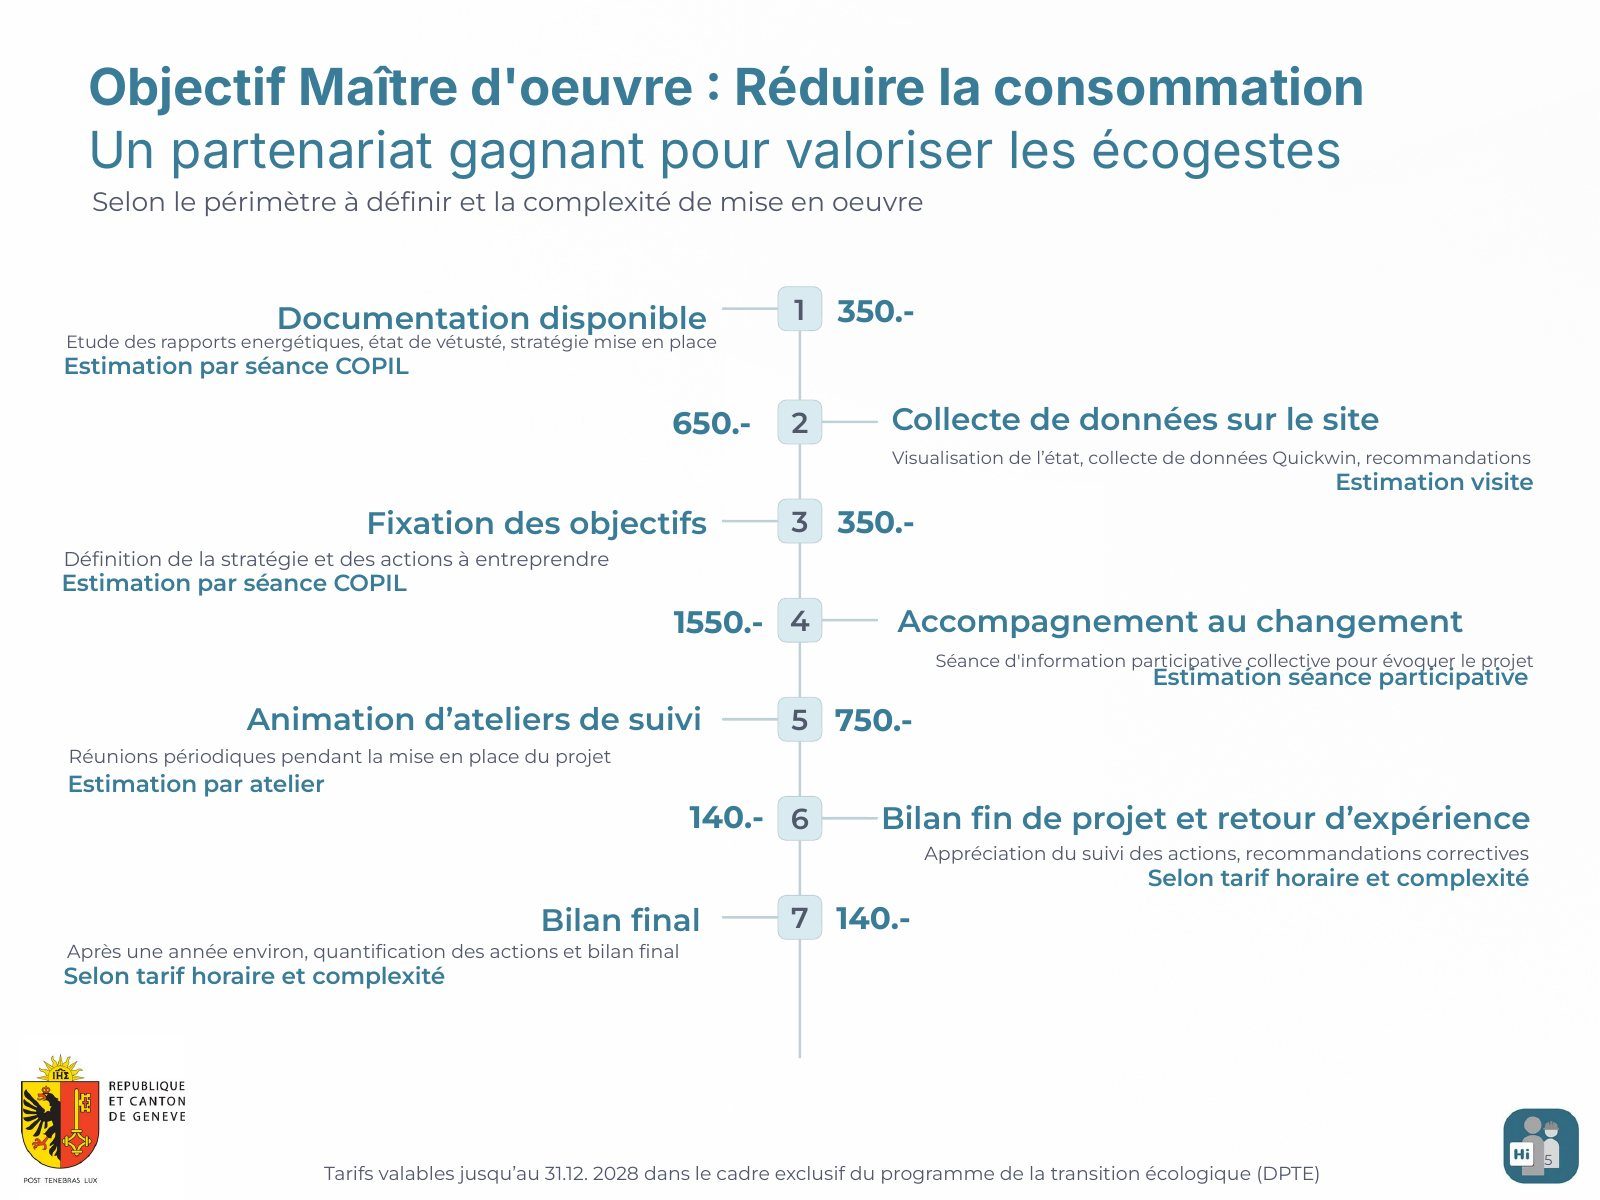 Objectif Maître d'oeuvre : Réduire la consommation
Un partenariat gagnant pour valoriser les écogestes
Selon le périmètre à définir et la complexité de mise en oeuvre
Documentation disponible
1
350.-
Etude des rapports energétiques, état de vétusté, stratégie mise en place
Estimation par séance COPIL
650.-
2
Collecte de données sur le site
Visualisation de l’état, collecte de données Quickwin, recommandations
Estimation visite
Fixation des objectifs
3
350.-
Définition de la stratégie et des actions à entreprendre
Estimation par séance COPIL
1550.-
4
Accompagnement au changement
Séance d'information participative collective pour évoquer le projet
Estimation séance participative
Animation d’ateliers de suivi
5
750.-
Réunions périodiques pendant la mise en place du projet
Estimation par atelier
140.-
6
Bilan fin de projet et retour d’expérience
Appréciation du suivi des actions, recommandations correctives
Selon tarif horaire et complexité
Bilan final
7
140.-
Après une année environ, quantification des actions et bilan final
Selon tarif horaire et complexité
IHS
REPUBLIQUE
ET CANTON
DE GENEVE
POST TENEBRAS LUX
Tarifs valables jusqu’au 31.12. 2028 dans le cadre exclusif du programme de la transition écologique (DPTE)
Hi
5